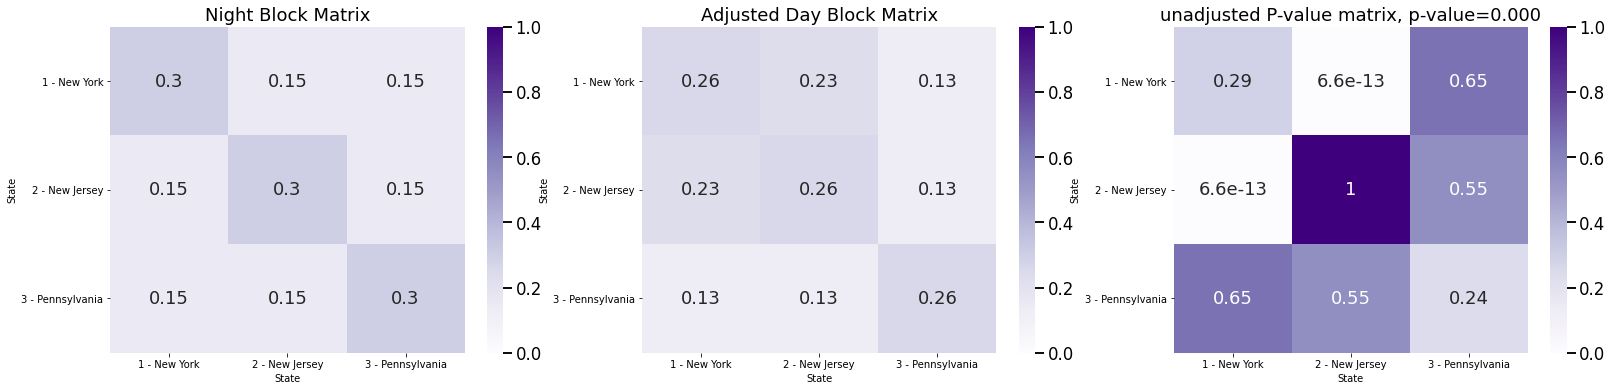 Night Block Matrix
State
1 - New York
2 - New Jersey
3 - Pennsylvania
0.3 0.15 0.15
0.15 0.3 0.15
0.15 0.15 0.3
1 - New York 2 - New Jersey 3 - Pennsylvania
State
1.0
0.8
0.6
0.4
0.2
0.0
Adjusted Day Block Matrix
State
1 - New York
2 - New Jersey
3 - Pennsylvania
0.26 0.23 0.13
0.23 0.26 0.13
0.13 0.13 0.26
1 - New York 2 - New Jersey 3 - Pennsylvania
State
1.0
0.8
0.6
0.4
0.2
0.0
unadjusted P-value matrix, p-value=0.000
State
1 - New York
2 - New Jersey
3 - Pennsylvania
0.29 6.6e-13 0.65
6.6e-13 1 0.55
0.65 0.55 0.24
1 - New York 2 - New Jersey 3 - Pennsylvania
State
1.0
0.8
0.6
0.4
0.2
0.0